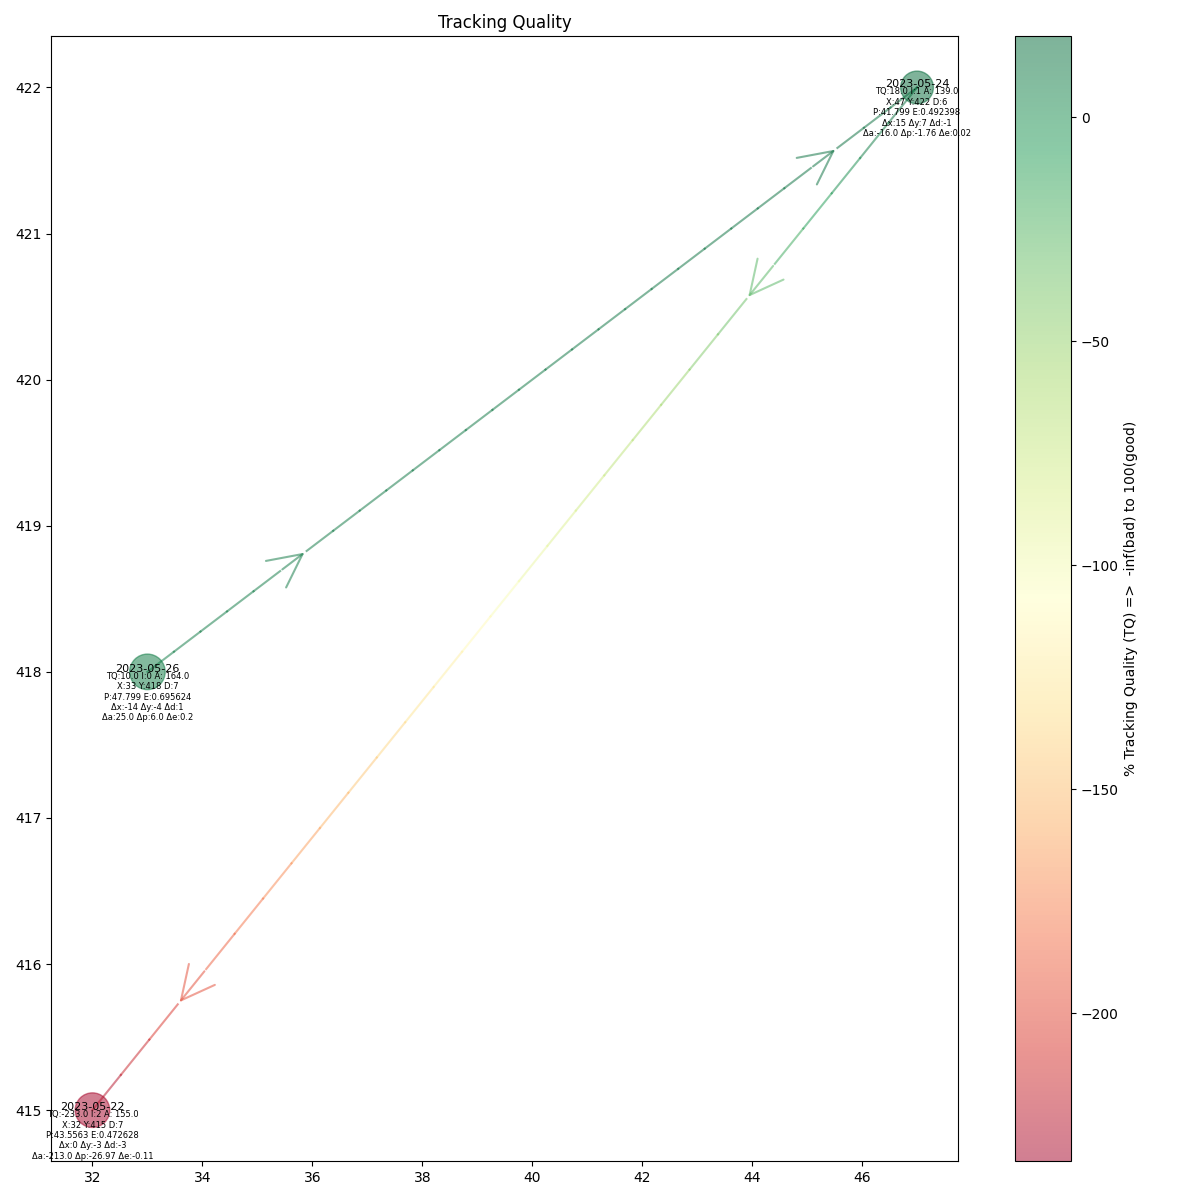 Tracking Quality
422
421
420
419
418
417
416
415
2023-05-24
TQ:18.0 I:1 A: 139.0
X:47 Y:422 D:6
P:41.799 E:0.492398
Δx:15 Δy:7 Δd:-1
Δa:-16.0 Δp:-1.76 Δe:0.02
2023-05-26
TQ:10.0 I:0 A: 164.0
X:33 Y:418 D:7
P:47.799 E:0.695624
Δx:-14 Δy:-4 Δd:1
Δa:25.0 Δp:6.0 Δe:0.2
2023-05-22
TQ:-233.0 I:2 A: 155.0
X:32 Y:415 D:7
P:43.5563 E:0.472628
Δx:0 Δy:-3 Δd:-3
Δa:-213.0 Δp:-26.97 Δe:-0.11
32 34 36 38 40 42 44 46
0
−50
−100
−150
−200
% Tracking Quality (TQ) => -inf(bad) to 100(good)